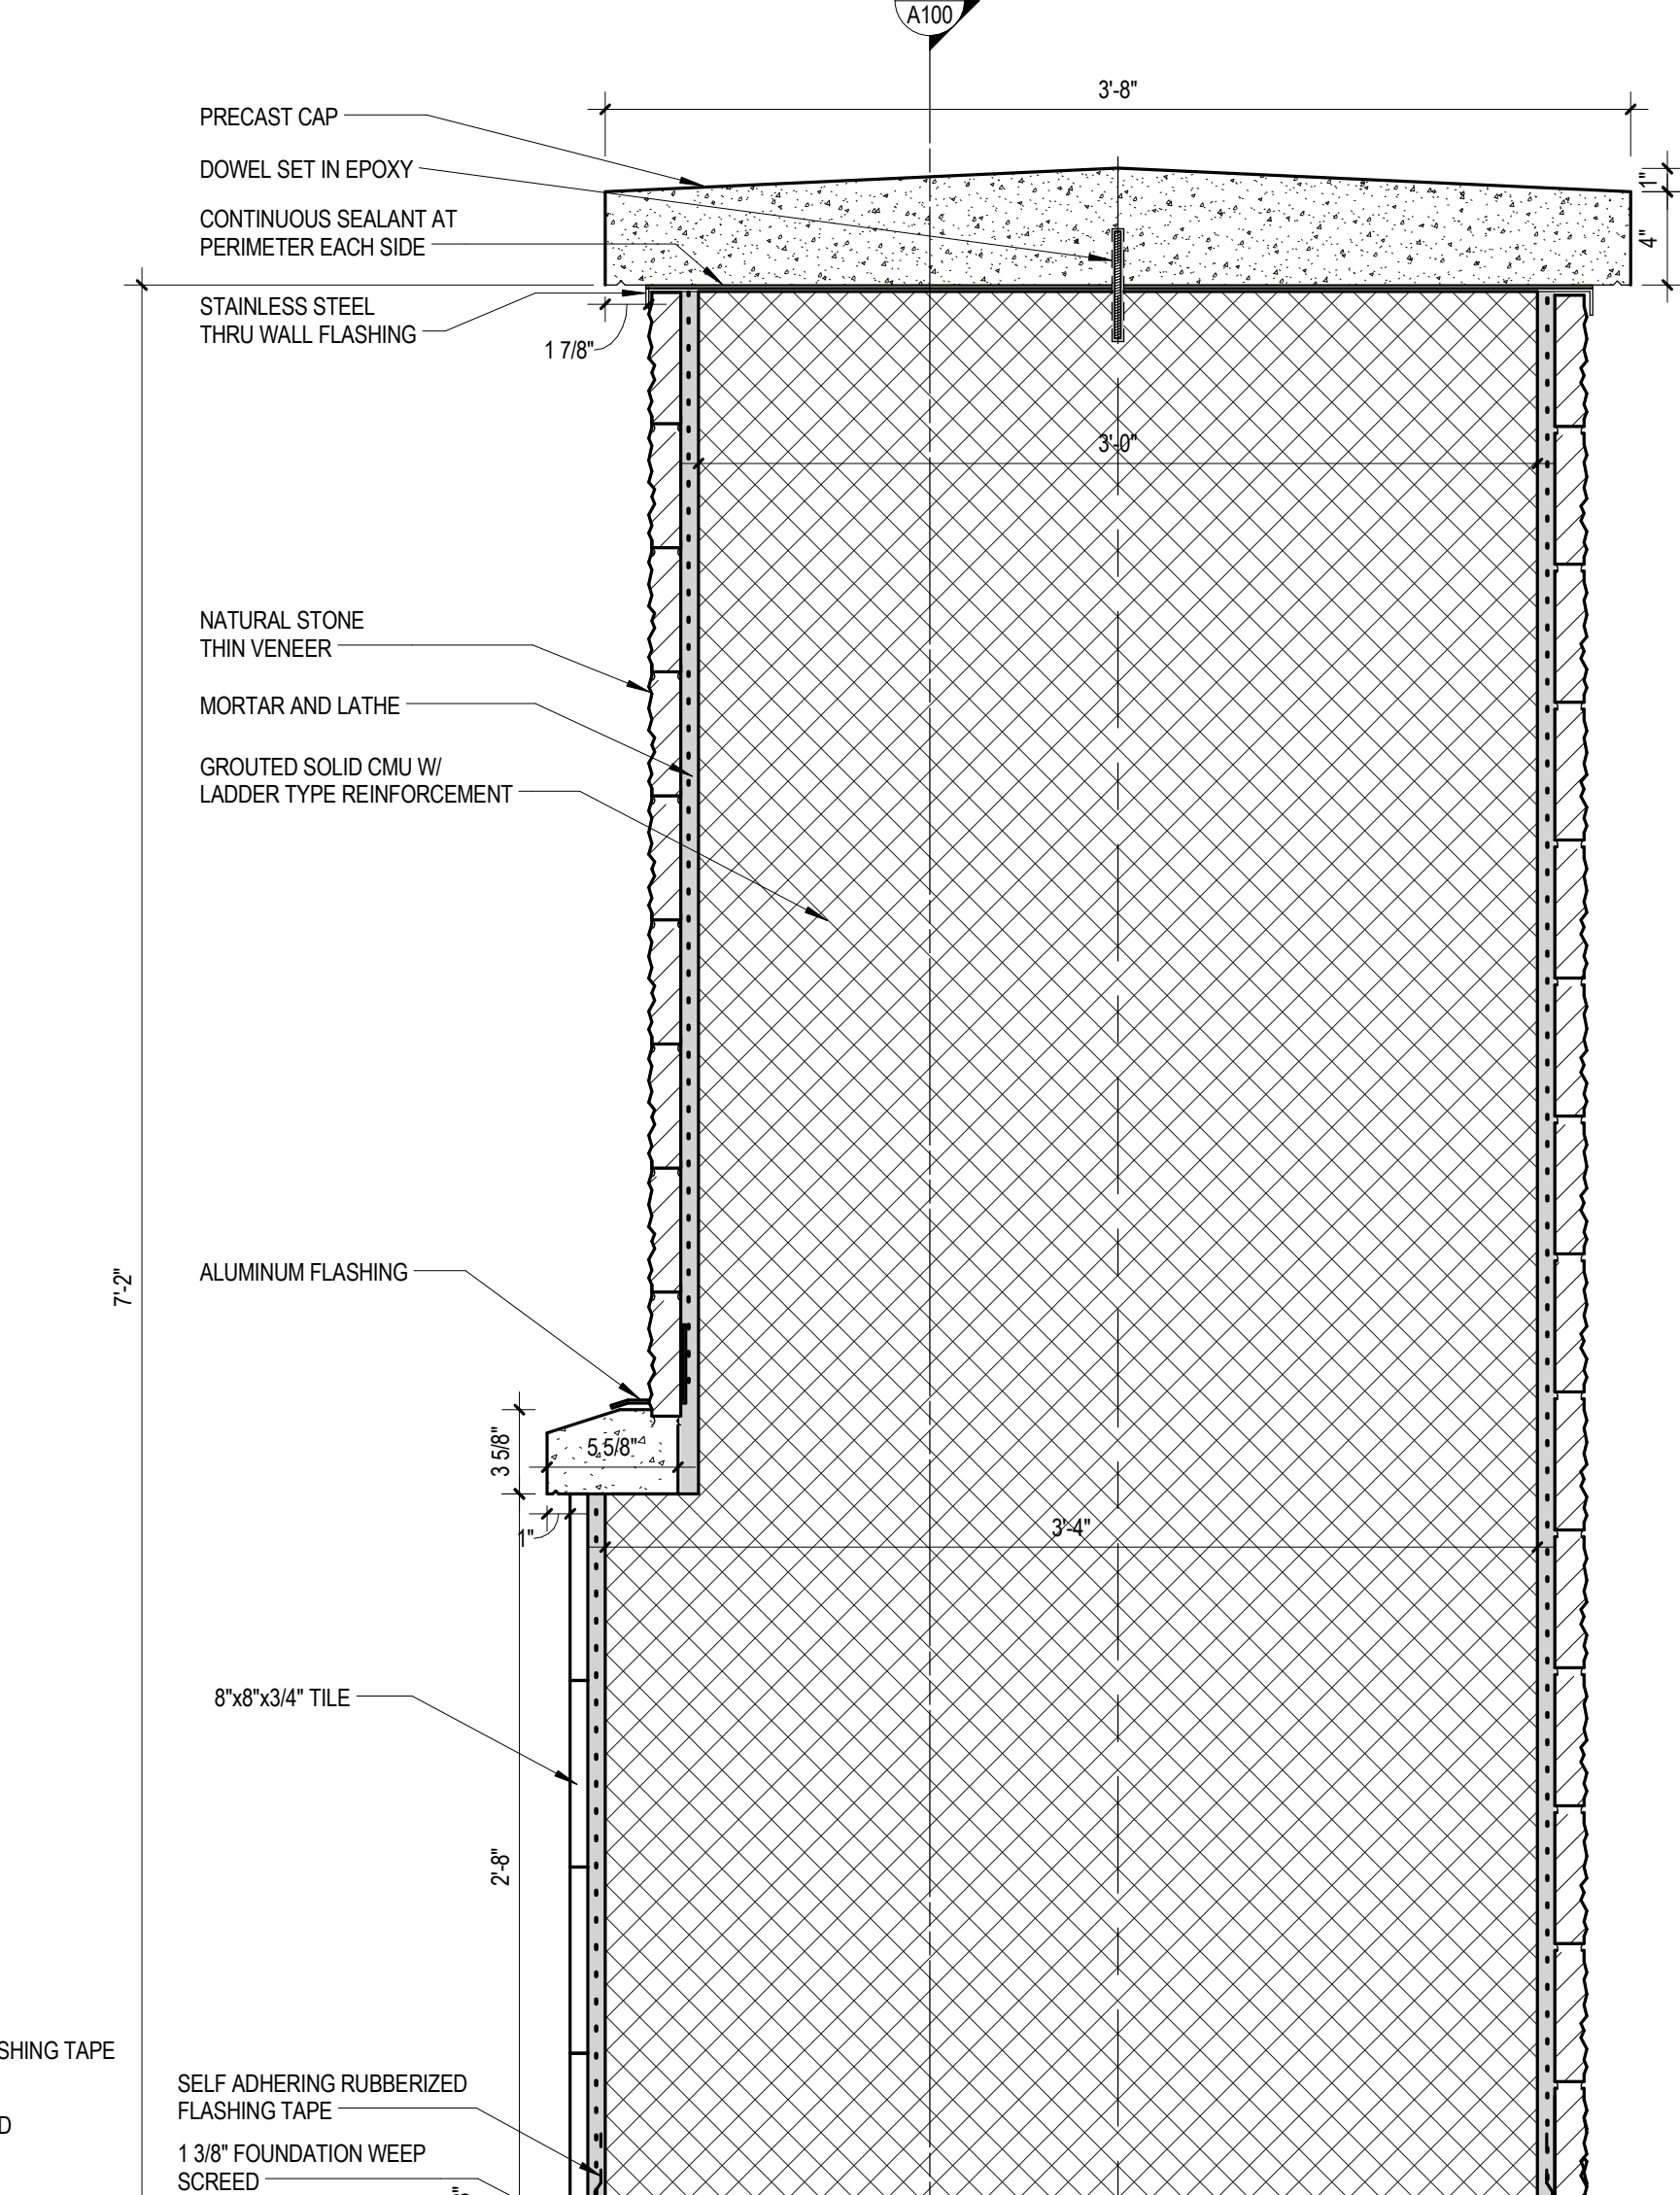 A100
3'-8"
PRECAST CAP
DOWEL SET IN EPOXY
CONTINUOUS SEALANT AT
PERIMETER EACH SIDE
1"
4"
STAINLESS STEEL
THRU WALL FLASHING
1 7/8"
3'-0"
NATURAL STONE
THIN VENEER
MORTAR AND LATHE
GROUTED SOLID CMU W/
LADDER TYPE REINFORCEMENT
7'-2"
ALUMINUM FLASHING
3 5/8"
5 5/8"
1"
3'-4"
8"x8"x3/4" TILE
2'-8"
SHING TAPE
SELF ADHERING RUBBERIZED
FLASHING TAPE
D
1 3/8" FOUNDATION WEEP
SCREED